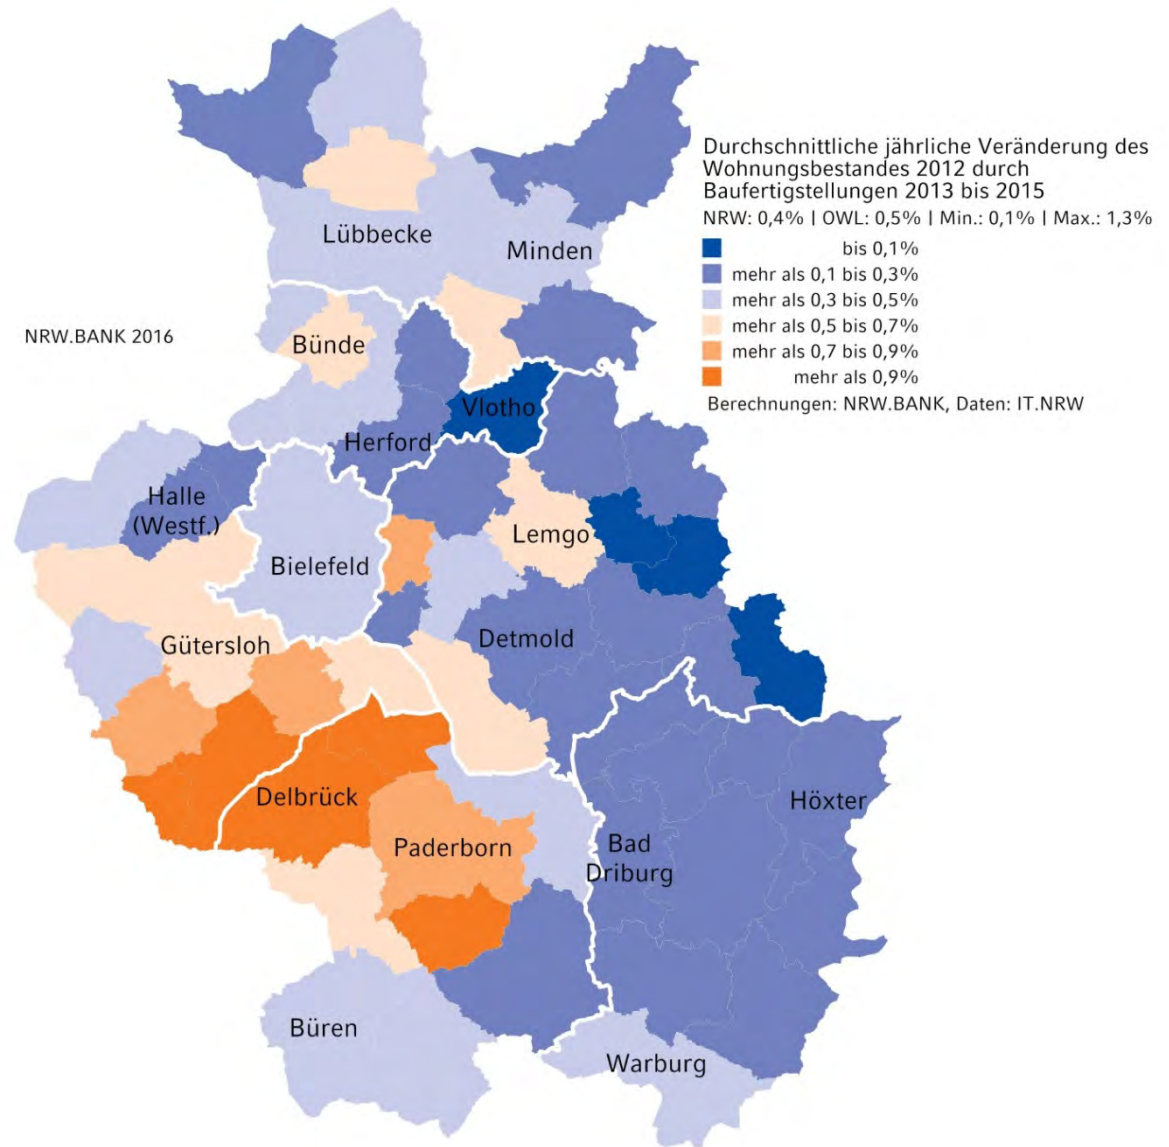 Durchschnittliche jährliche Veränderung des
Wohnungsbestandes 2012 durch
Baufertigstellungen 2013 bis 2015
NRW: 0,4% | OWL: 0,5% | Min.: 0,1% | Max.: 1,3%
bis 0,1%
mehr als 0,1 bis 0,3%
mehr als 0,3 bis 0,5%
mehr als 0,5 bis 0,7%
mehr als 0,7 bis 0,9%
mehr als 0,9%
Berechnungen: NRW.BANK, Daten: IT.NRW
NRW.BANK 2016
Lübbecke
Minden
Bünde
Vlotho
Herford
Halle
(Westf.)
Lemgo
Bielefeld
Detmold
Gütersloh
Delbrück
Höxter
Paderborn
Bad
Driburg
Büren
Warburg